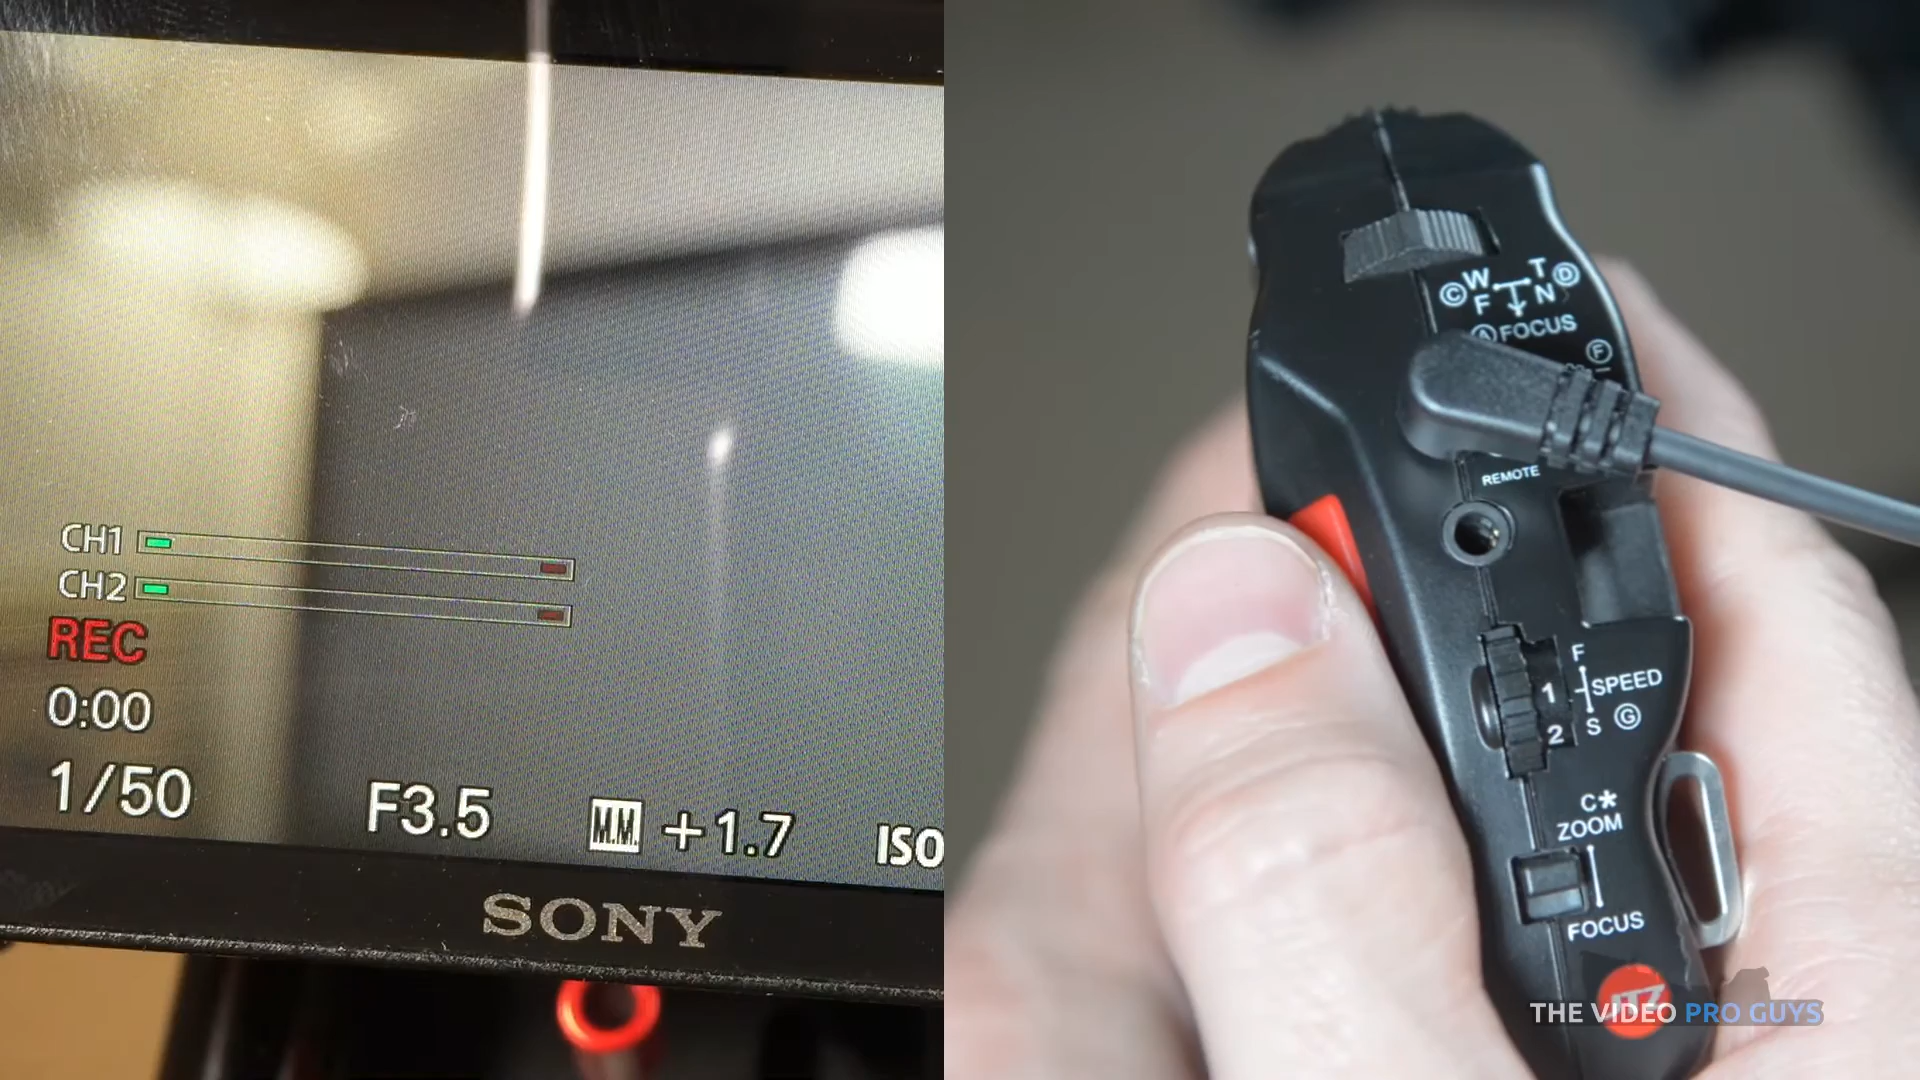 CH1
CH2
REC
0:00
1/50 F3.5 M.M. +1.7 ISO
SONY
W T D
C F N
A FOCUS
F
REMOTE
F
1 SPEED
2 S G
C*
ZOOM
FOCUS
THE VIDEO PRO GUYS